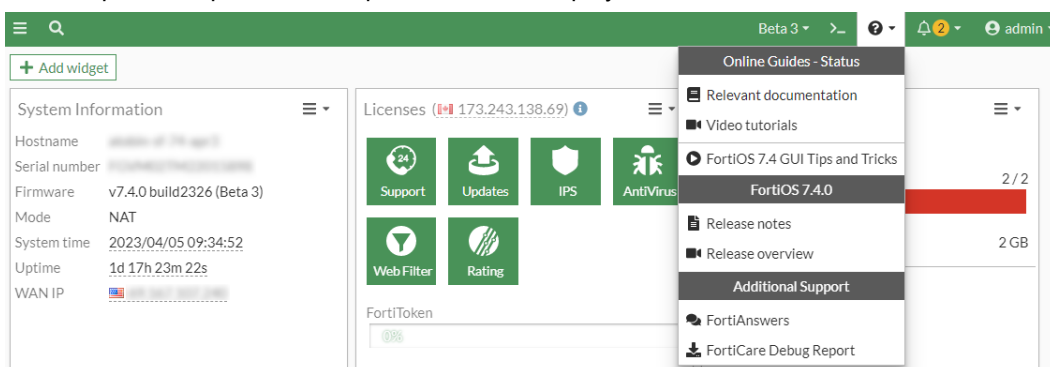 Beta 3
>_
2
admin
+ Add widget
System Information
Hostname
Serial number
Firmware v7.4.0 build2326 (Beta 3)
Mode NAT
System time 2023/04/05 09:34:52
Uptime 1d 17h 23m 22s
WAN IP
Licenses (173.243.138.69)
24
Support
Updates
IPS
AntiVirus
Web Filter
Rating
FortiToken
0%
Online Guides - Status
Relevant documentation
Video tutorials
FortiOS 7.4 GUI Tips and Tricks
FortiOS 7.4.0
Release notes
Release overview
Additional Support
FortiAnswers
FortiCare Debug Report
2 / 2
2 GB